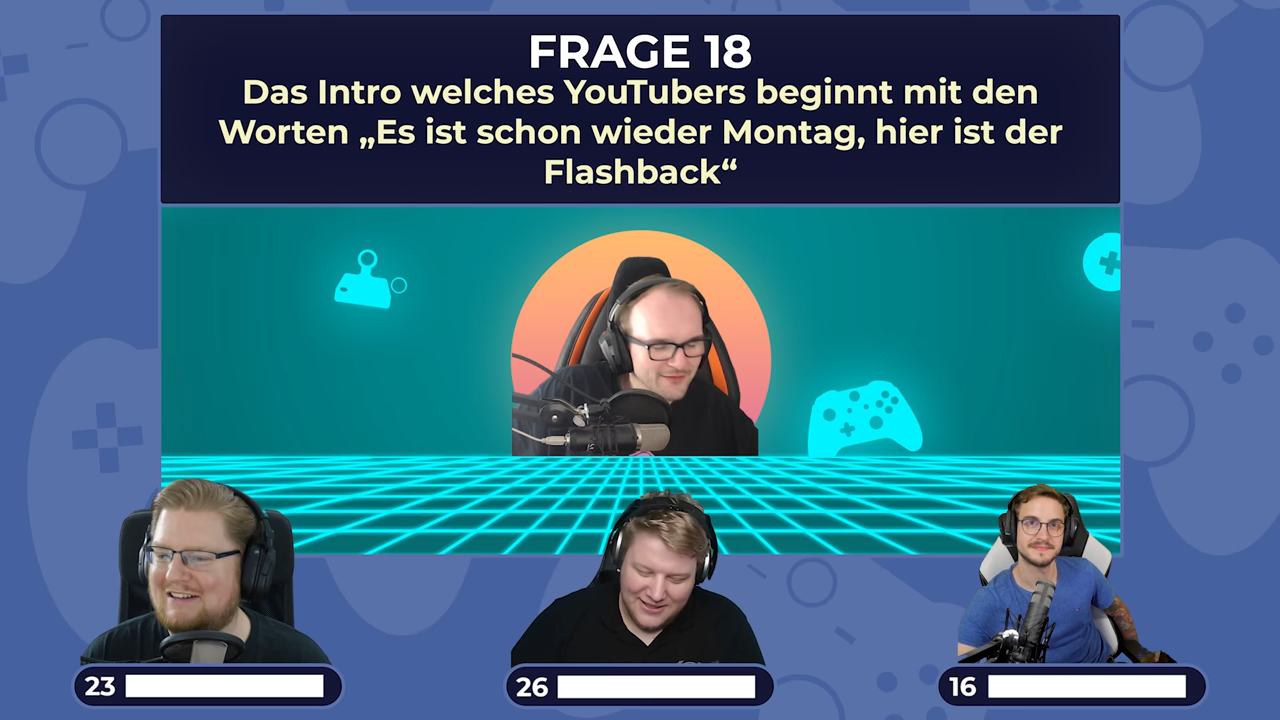 FRAGE 18
Das Intro welches YouTubers beginnt mit den
Worten „Es ist schon wieder Montag, hier ist der
Flashback“
23
26
16